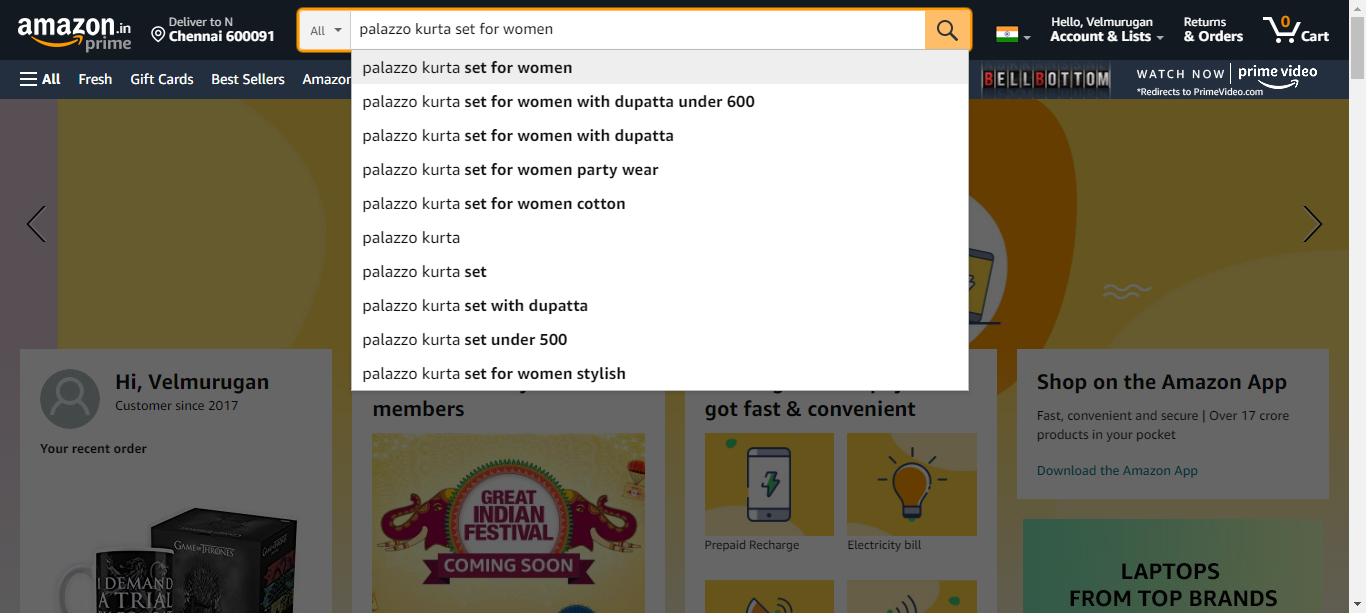 amazon.in
prime
Deliver to N
Chennai 600091
All
palazzo kurta set for women
Hello, Velmurugan
Account & Lists
Returns
& Orders
0
Cart
All
Fresh
Gift Cards
Best Sellers
Amazon
BELLBOTTOM
WATCH NOW
prime video
*Redirects to PrimeVideo.com
palazzo kurta set for women
palazzo kurta set for women with dupatta under 600
palazzo kurta set for women with dupatta
palazzo kurta set for women party wear
palazzo kurta set for women cotton
palazzo kurta
palazzo kurta set
palazzo kurta set with dupatta
palazzo kurta set under 500
palazzo kurta set for women stylish
Hi, Velmurugan
Customer since 2017
Your recent order
GAME OF THRONES
I DEMAND
A TRIAL
members
GREAT
INDIAN
FESTIVAL
COMING SOON
got fast & convenient
Prepaid Recharge
Electricity bill
Shop on the Amazon App
Fast, convenient and secure | Over 17 crore
products in your pocket
Download the Amazon App
LAPTOPS
FROM TOP BRANDS